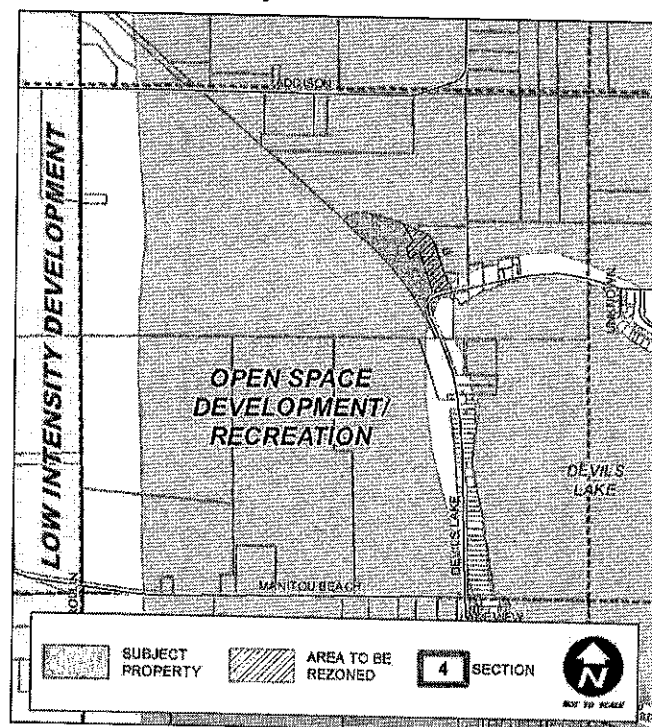 ADDISON
LOW INTENSITY DEVELOPMENT
OPEN SPACE
DEVELOPMENT/
RECREATION
DEVILS
LAKE
DEVILS LAKE
MANITOU BEACH
SUBJECT
PROPERTY
AREA TO BE
REZONED
4
SECTION
N
NOT TO SCALE